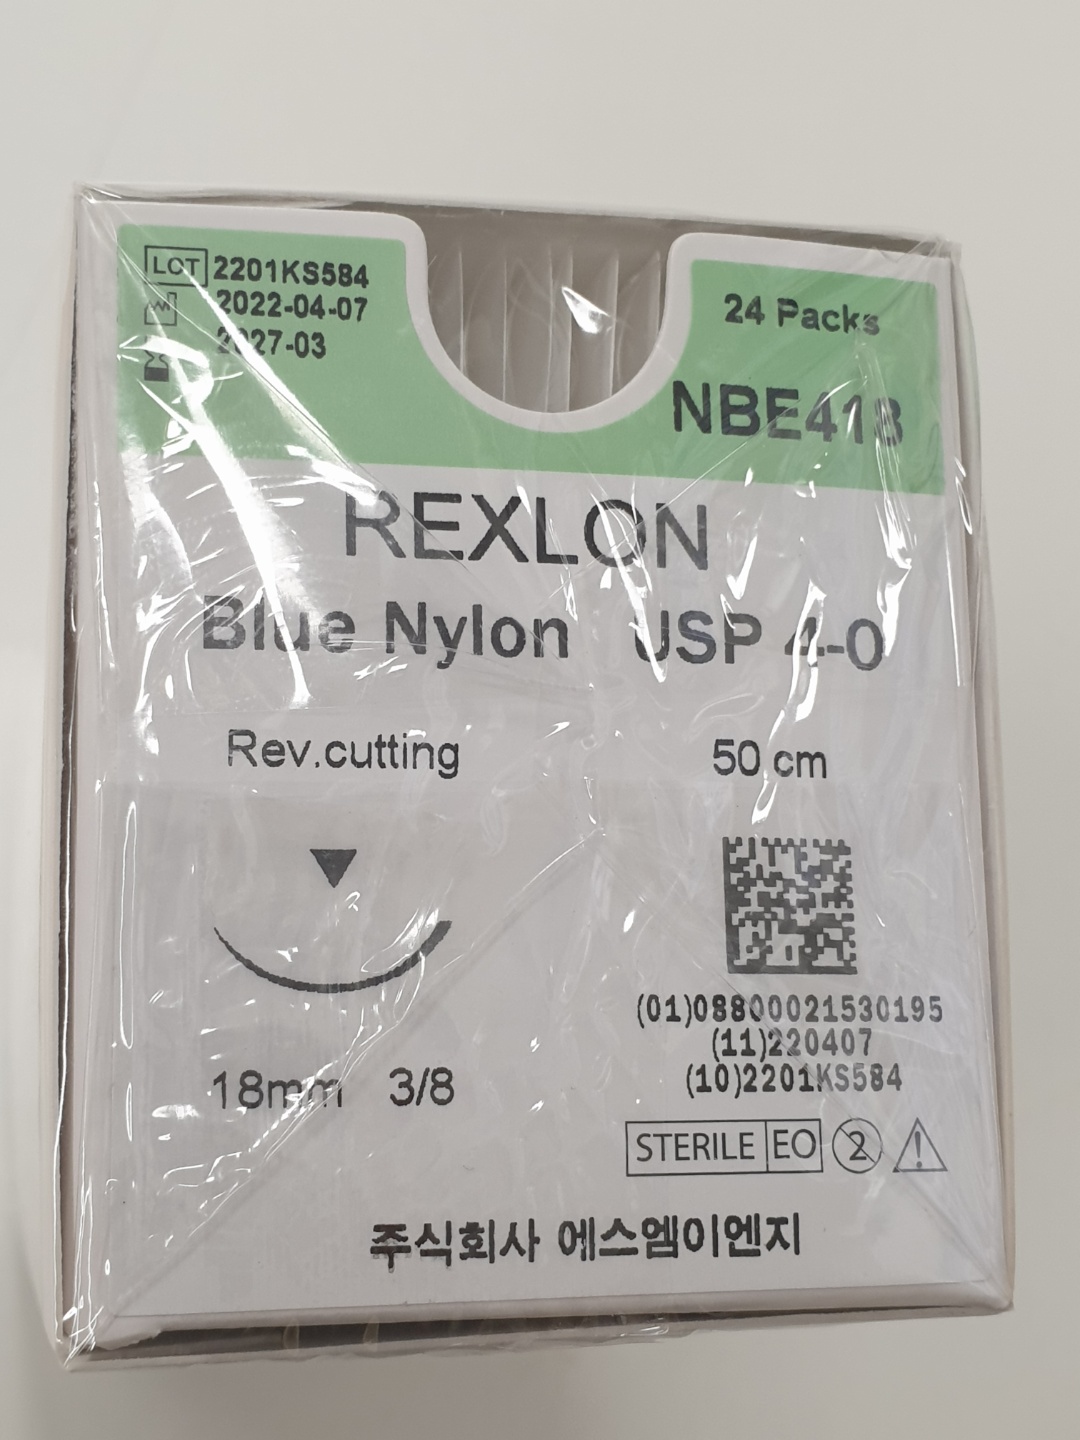 LOT 2201KS584
2022-04-07
2027-03
24 Packs
NBE418
REXLON
Blue Nylon USP 4-0
Rev.cutting
50 cm
18mm 3/8
(01)08800021530195
(11)220407
(10)2201KS584
STERILE EO 2
주식회사 에스엠이엔지